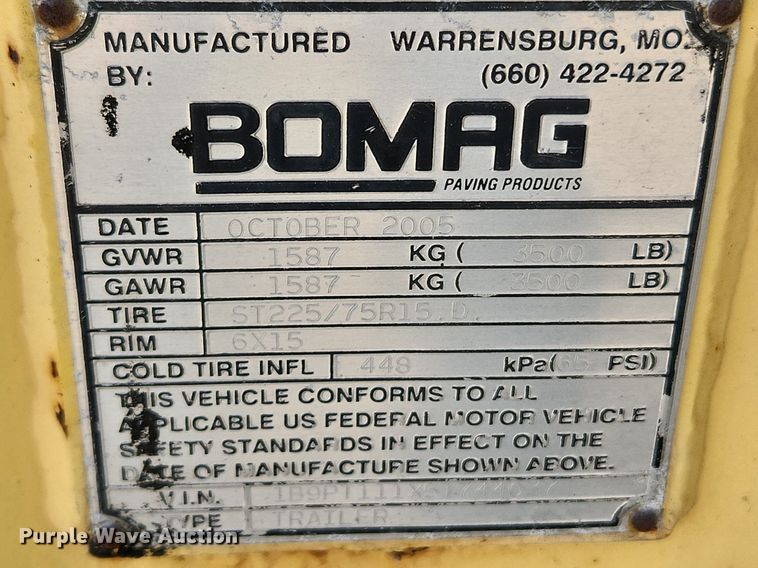 MANUFACTURED WARRENSBURG, MO.
BY: (660) 422-4272
BOMAG
PAVING PRODUCTS
DATE OCTOBER 2005
GVWR 1587 KG ( 3500 LB)
GAWR 1587 KG ( 3500 LB)
TIRE ST225/75R15.D.
RIM 6X15
COLD TIRE INFL 448 kPa( 65 PSI)
THIS VEHICLE CONFORMS TO ALL
APPLICABLE US FEDERAL MOTOR VEHICLE
SAFETY STANDARDS IN EFFECT ON THE
DATE OF MANUFACTURE SHOWN ABOVE.
V.I.N.
TYPE TRAILER
Purple Wave Auction